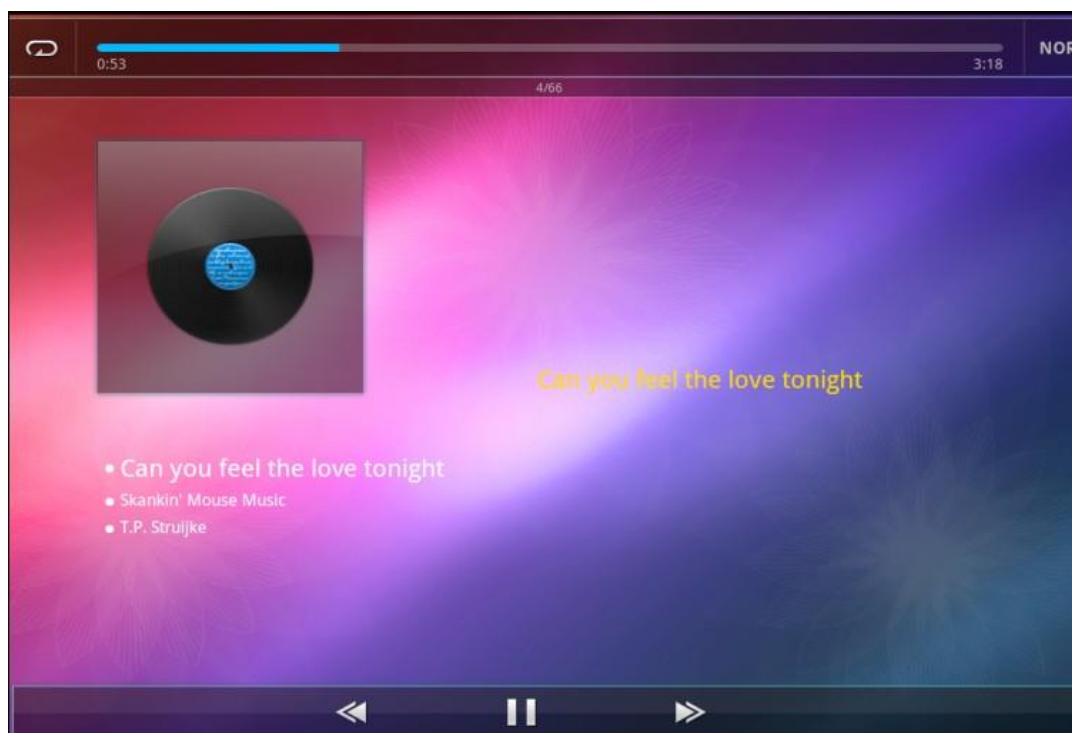 0:53
3:18
NOR
4/66
Can you feel the love tonight
• Can you feel the love tonight
• Skankin' Mouse Music
• T.P. Struijke